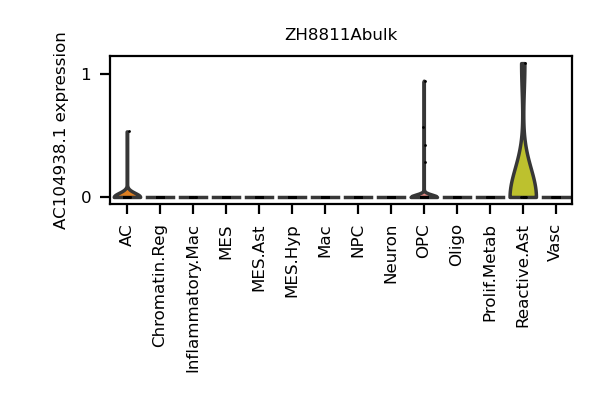 ZH8811Abulk
AC104938.1 expression
1
0
AC
Chromatin.Reg
Inflammatory.Mac
MES
MES.Ast
MES.Hyp
Mac
NPC
Neuron
OPC
Oligo
Prolif.Metab
Reactive.Ast
Vasc